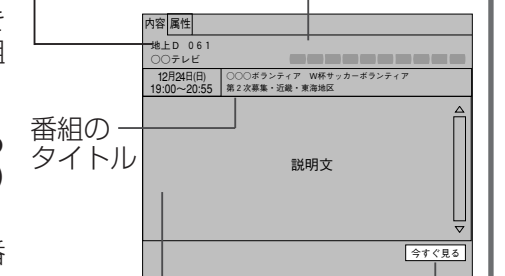 内容 属性
地上D 061
○○テレビ
12月24日(日)
19:00〜20:55
○○○ボランティア W杯サッカーボランティア
第2次募集・近畿・東海地区
番組の
タイトル
説明文
今すぐ見る
を
組
番